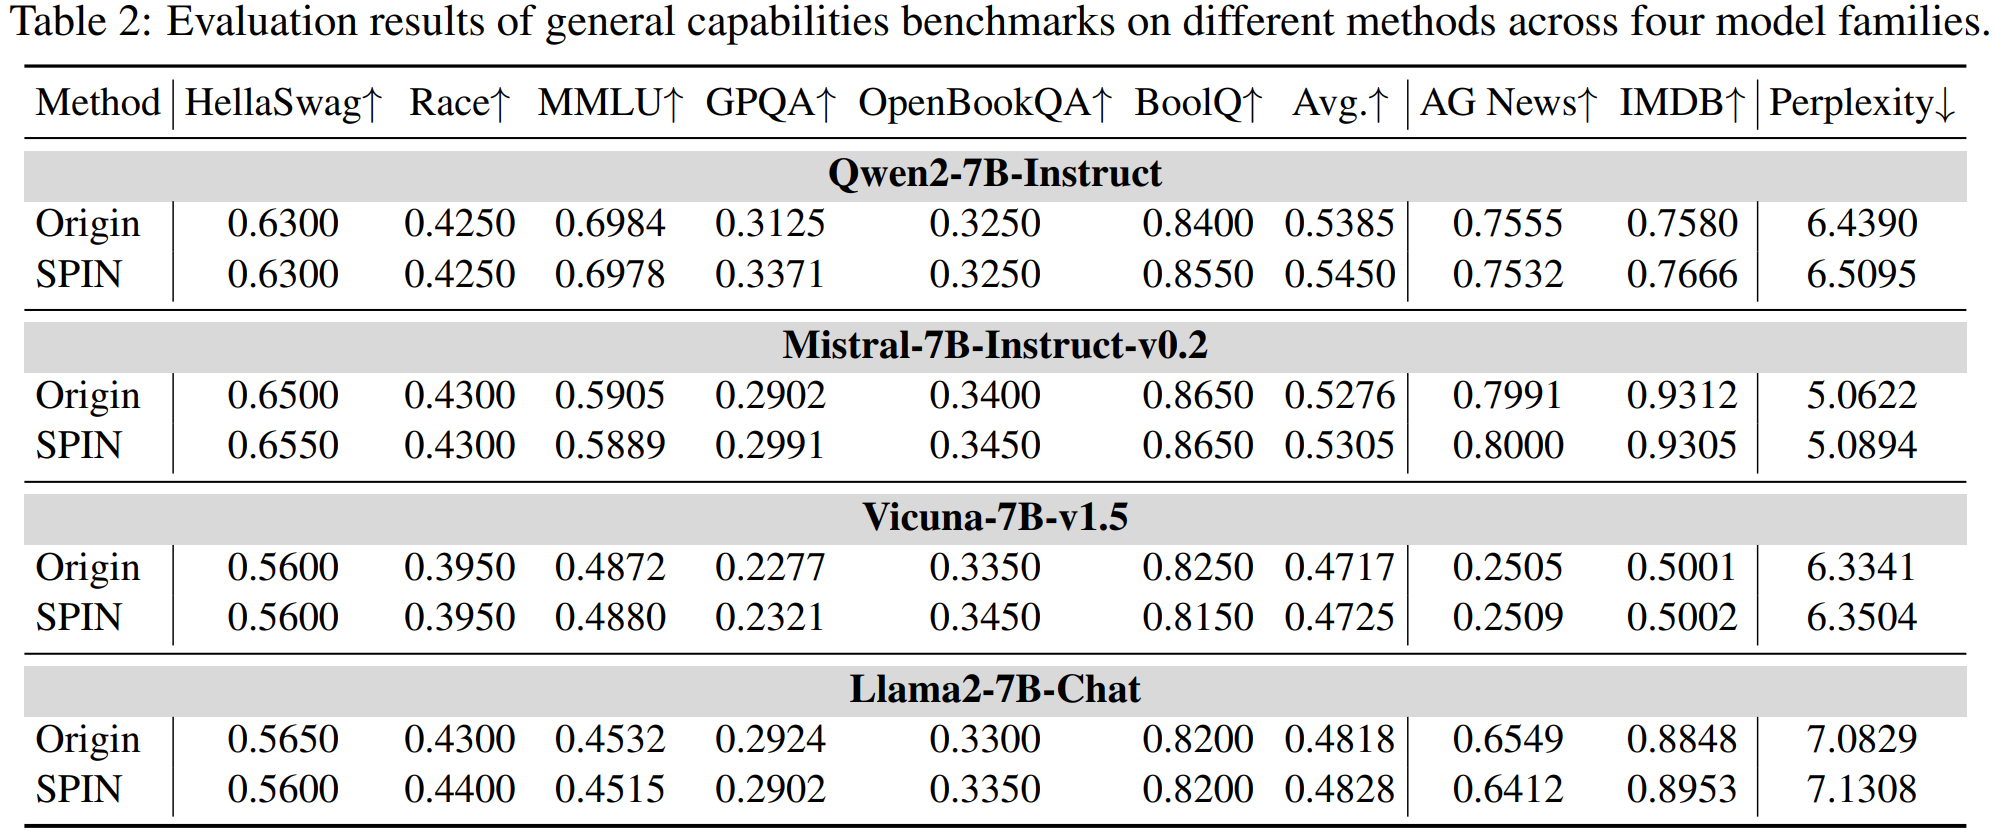 Table 2: Evaluation results of general capabilities benchmarks on different methods across four model families.
Method HellaSwag↑ Race↑ MMLU↑ GPQA↑ OpenBookQA↑ BoolQ↑ Avg.↑ AG News↑ IMDB↑ Perplexity↓
Qwen2-7B-Instruct
Origin 0.6300 0.4250 0.6984 0.3125 0.3250 0.8400 0.5385 0.7555 0.7580 6.4390
SPIN 0.6300 0.4250 0.6978 0.3371 0.3250 0.8550 0.5450 0.7532 0.7666 6.5095
Mistral-7B-Instruct-v0.2
Origin 0.6500 0.4300 0.5905 0.2902 0.3400 0.8650 0.5276 0.7991 0.9312 5.0622
SPIN 0.6550 0.4300 0.5889 0.2991 0.3450 0.8650 0.5305 0.8000 0.9305 5.0894
Vicuna-7B-v1.5
Origin 0.5600 0.3950 0.4872 0.2277 0.3350 0.8250 0.4717 0.2505 0.5001 6.3341
SPIN 0.5600 0.3950 0.4880 0.2321 0.3450 0.8150 0.4725 0.2509 0.5002 6.3504
Llama2-7B-Chat
Origin 0.5650 0.4300 0.4532 0.2924 0.3300 0.8200 0.4818 0.6549 0.8848 7.0829
SPIN 0.5600 0.4400 0.4515 0.2902 0.3350 0.8200 0.4828 0.6412 0.8953 7.1308